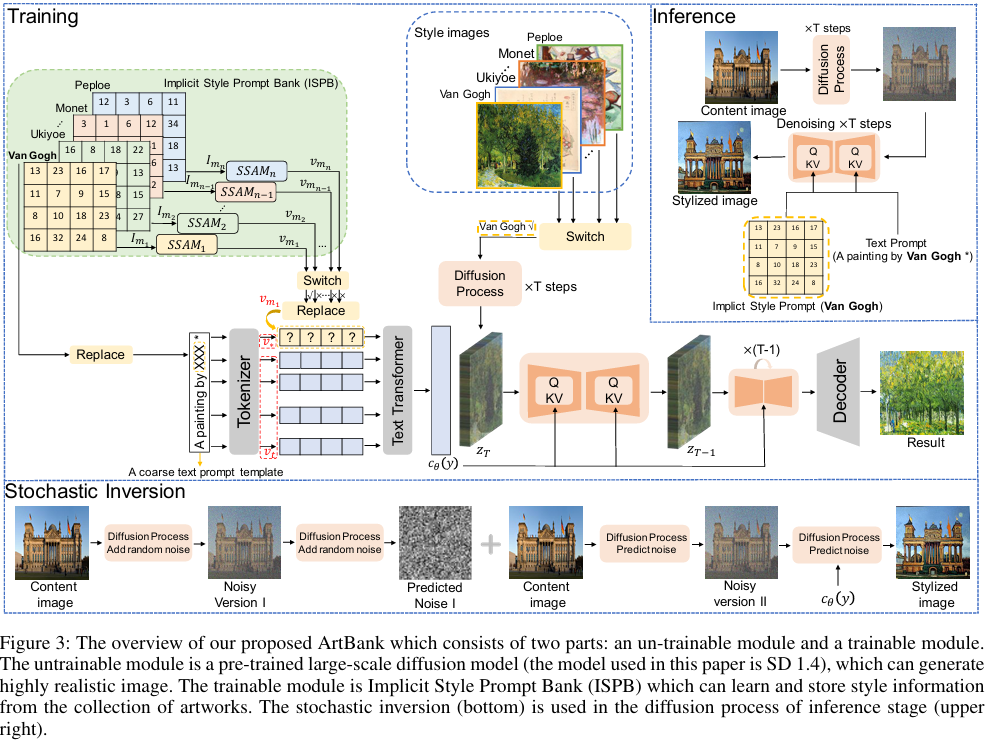 Training
Implicit Style Prompt Bank (ISPB)
Peploe
Monet
Ukiyoe
Van Gogh
12 3 6 11
3 1 6 12 34
16 8 18 22 1 18
13 23 16 17 13 6 13
11 7 9 15 15 2
8 10 18 23 4 27
16 32 24 8
I_{m_n} SSAM_n v_{m_n}
I_{m_{n-1}} SSAM_{n-1} v_{m_{n-1}}
I_{m_2} SSAM_2 v_{m_2}
I_{m_1} SSAM_1 v_{m_1} ...
Switch
√ × ··· × ×
Replace
v_{m_1}
Replace
A painting by XXX *
A coarse text prompt template
Tokenizer
v_*
? ? ? ?
Text Transformer
c_θ(y)
Style images
Peploe
Monet
Ukiyoe
Van Gogh
Van Gogh √
Switch
Diffusion
Process
×T steps
z_T
Q
KV
Q
KV
z_{T-1}
×(T-1)
Decoder
Result
Inference
Content image
×T steps
Diffusion
Process
Denoising ×T steps
Q
KV
Q
KV
Stylized image
13 23 16 17
11 7 9 15
8 10 18 23
16 32 24 8
Text Prompt
(A painting by Van Gogh *)
Implict Style Prompt (Van Gogh)
Stochastic Inversion
Content
image
Diffusion Process
Add random noise
Noisy
Version I
Diffusion Process
Add random noise
Predicted
Noise I
+
Content
image
Diffusion Process
Predict noise
Noisy
version II
Diffusion Process
Predict noise
c_θ(y)
Stylized
image
Figure 3: The overview of our proposed ArtBank which consists of two parts: an un-trainable module and a trainable module.
The untrainable module is a pre-trained large-scale diffusion model (the model used in this paper is SD 1.4), which can generate
highly realistic image. The trainable module is Implicit Style Prompt Bank (ISPB) which can learn and store style information
from the collection of artworks. The stochastic inversion (bottom) is used in the diffusion process of inference stage (upper
right).